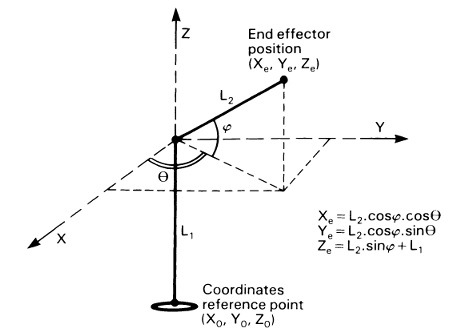 Z
End effector
position
(Xe, Ye, Ze)
L2
φ
Y
Θ
X
L1
Xe = L2.cosφ.cosΘ
Ye = L2.cosφ.sinΘ
Ze = L2.sinφ + L1
Coordinates
reference point
(X0, Y0, Z0)